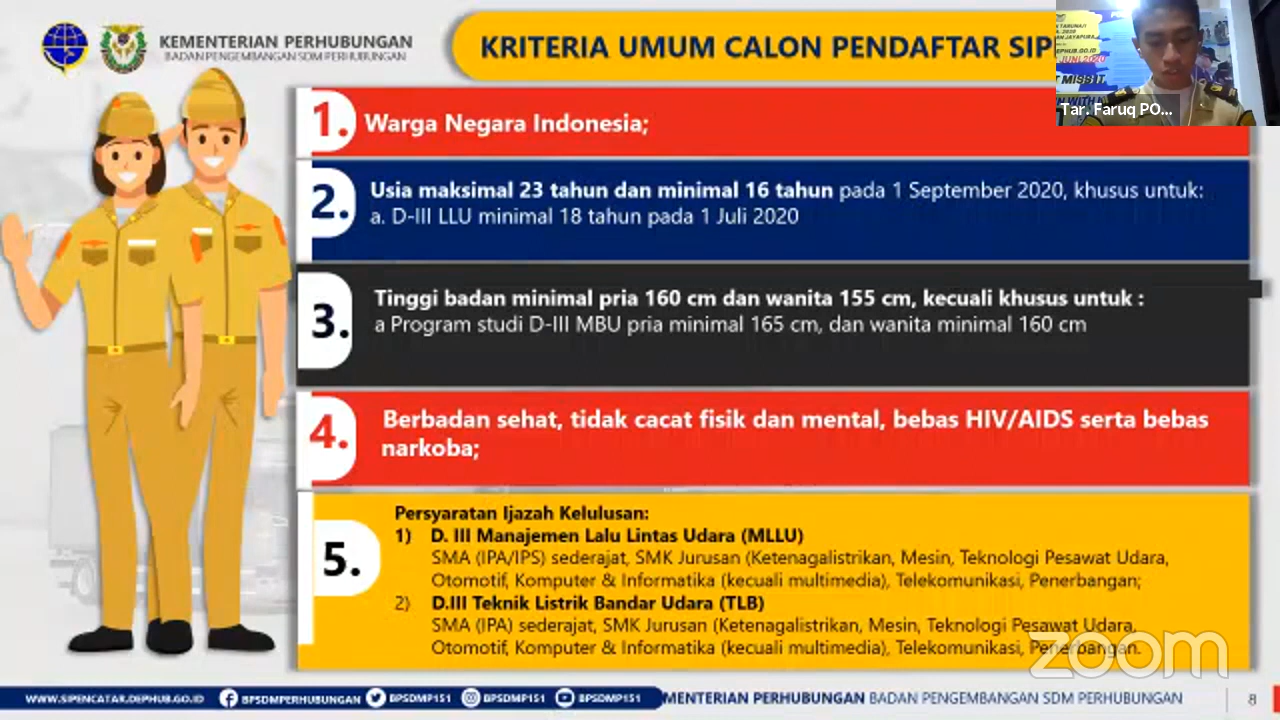 KEMENTERIAN PERHUBUNGAN
BADAN PENGEMBANGAN SDM PERHUBUNGAN
KRITERIA UMUM CALON PENDAFTAR SIP
Tar. Faruq PO...
1. Warga Negara Indonesia;
2. Usia maksimal 23 tahun dan minimal 16 tahun pada 1 September 2020, khusus untuk:
a. D-III LLU minimal 18 tahun pada 1 Juli 2020
3. Tinggi badan minimal pria 160 cm dan wanita 155 cm, kecuali khusus untuk :
a Program studi D-III MBU pria minimal 165 cm, dan wanita minimal 160 cm
4. Berbadan sehat, tidak cacat fisik dan mental, bebas HIV/AIDS serta bebas
narkoba;
5. Persyaratan Ijazah Kelulusan:
1) D. III Manajemen Lalu Lintas Udara (MLLU)
SMA (IPA/IPS) sederajat, SMK Jurusan (Ketenagalistrikan, Mesin, Teknologi Pesawat Udara,
Otomotif, Komputer & Informatika (kecuali multimedia), Telekomunikasi, Penerbangan;
2) D.III Teknik Listrik Bandar Udara (TLB)
SMA (IPA) sederajat, SMK Jurusan (Ketenagalistrikan, Mesin, Teknologi Pesawat Udara,
Otomotif, Komputer & Informatika (kecuali multimedia), Telekomunikasi, Penerbangan.
zoom
WWW.SIPENCATAR.DEPHUB.GO.ID BPSDMPERHUBUNGAN BPSDMP151 BPSDMP151 BPSDMP151 MENTERIAN PERHUBUNGAN BADAN PENGEMBANGAN SDM PERHUBUNGAN 8